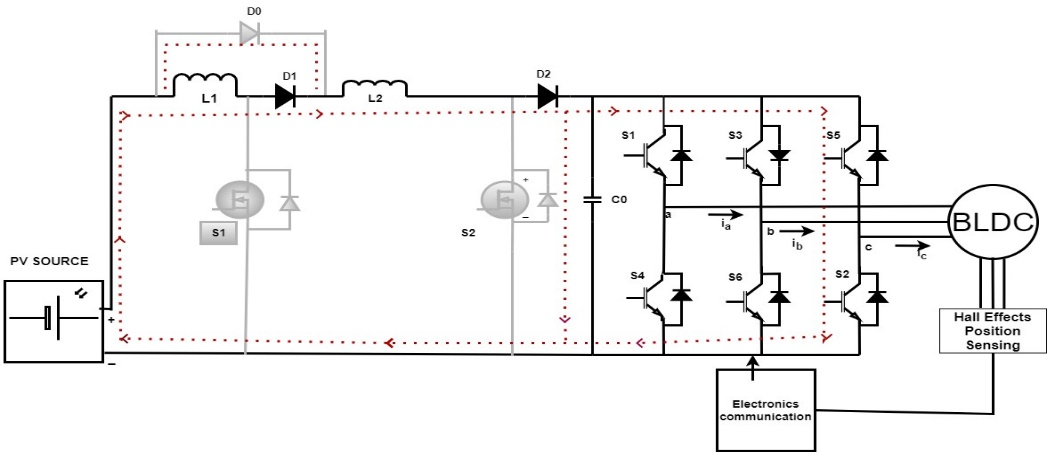 D0
D1
D2
L1
L2
S1
S3
S5
C0
S1
S2
a
ia
b
ib
c
ic
BLDC
PV SOURCE
+
−
+
−
S4
S6
S2
Hall Effects
Position
Sensing
Electronics
communication